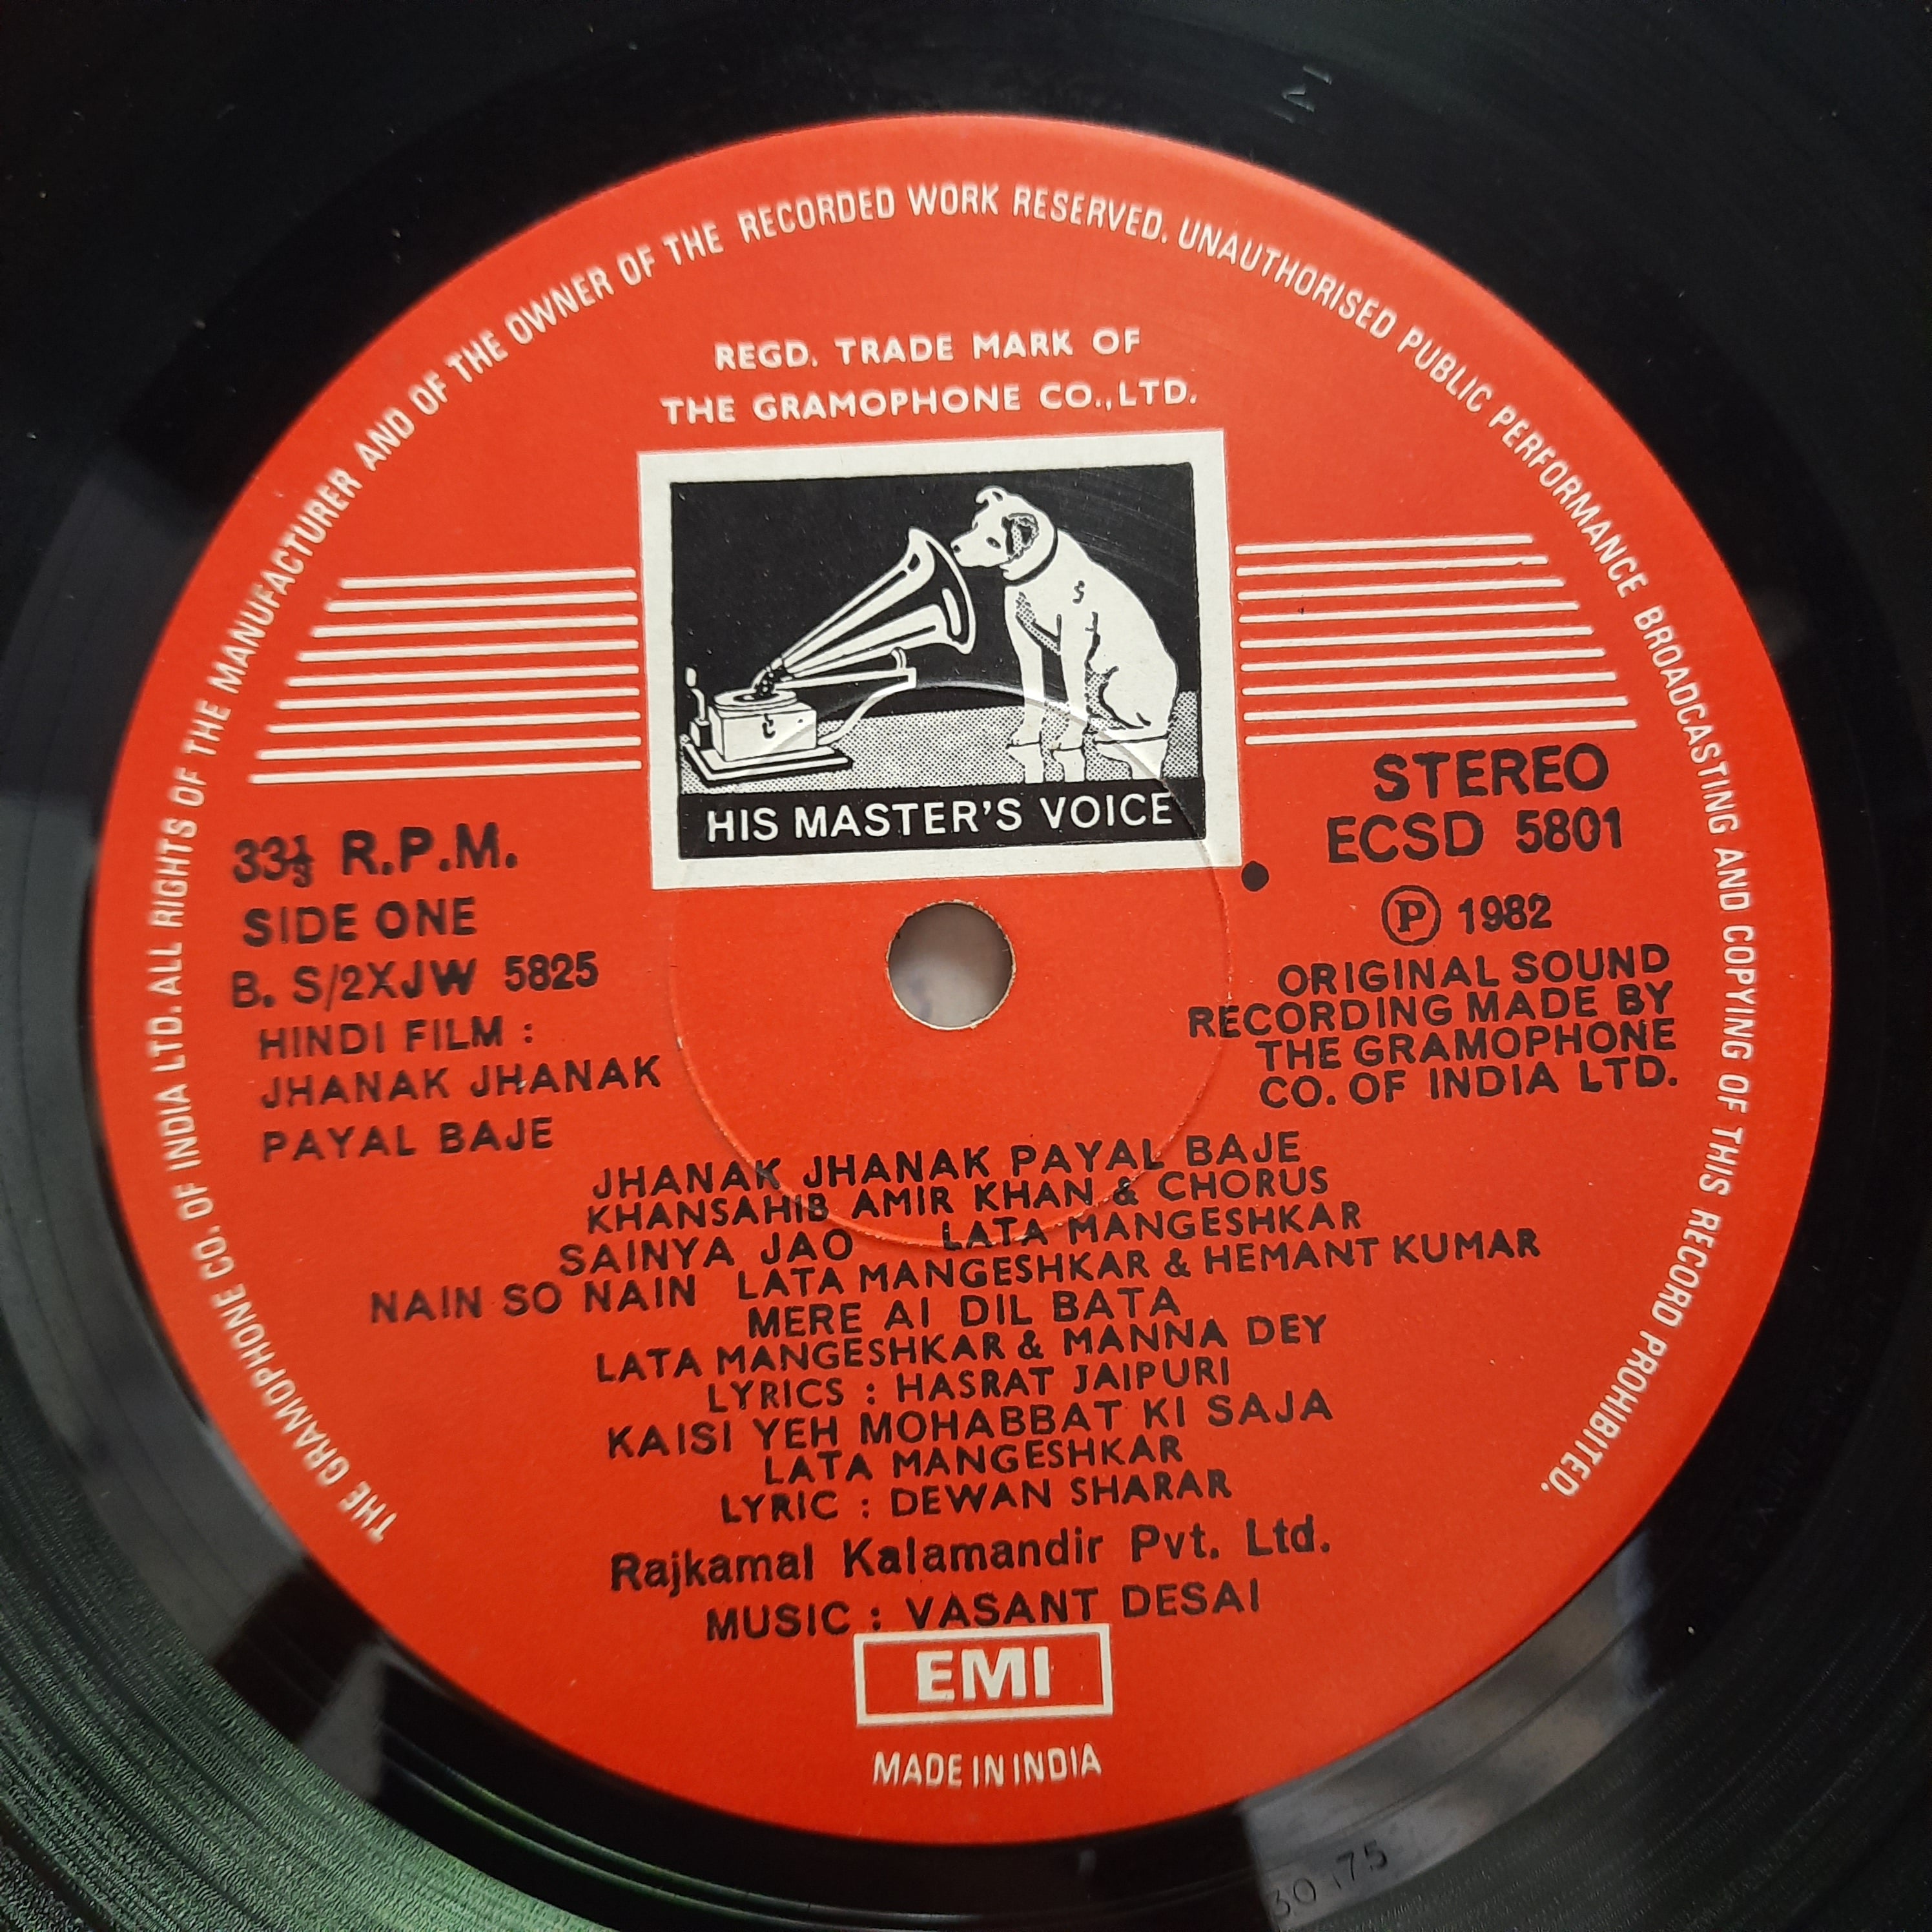 THE GRAMOPHONE CO. OF INDIA LTD. ALL RIGHTS OF THE MANUFACTURER AND OF THE OWNER OF THE RECORDED WORK RESERVED. UNAUTHORISED PUBLIC PERFORMANCE BROADCASTING AND COPYING OF THIS RECORD PROHIBITED.
REGD. TRADE MARK OF
THE GRAMOPHONE CO., LTD.
HIS MASTER'S VOICE
33⅓ R.P.M.
SIDE ONE
B. S/2XJW 5825
HINDI FILM :
JHANAK JHANAK
PAYAL BAJE
STEREO
ECSD 5801
Ⓟ 1982
ORIGINAL SOUND
RECORDING MADE BY
THE GRAMOPHONE
CO. OF INDIA LTD.
JHANAK JHANAK PAYAL BAJE
KHANSAHIB AMIR KHAN & CHORUS
SAINYA JAO LATA MANGESHKAR
NAIN SO NAIN LATA MANGESHKAR & HEMANT KUMAR
MERE AI DIL BATA
LATA MANGESHKAR & MANNA DEY
LYRICS : HASRAT JAIPURI
KAISI YEH MOHABBAT KI SAJA
LATA MANGESHKAR
LYRIC : DEWAN SHARAR
Rajkamal Kalamandir Pvt. Ltd.
MUSIC : VASANT DESAI
EMI
MADE IN INDIA